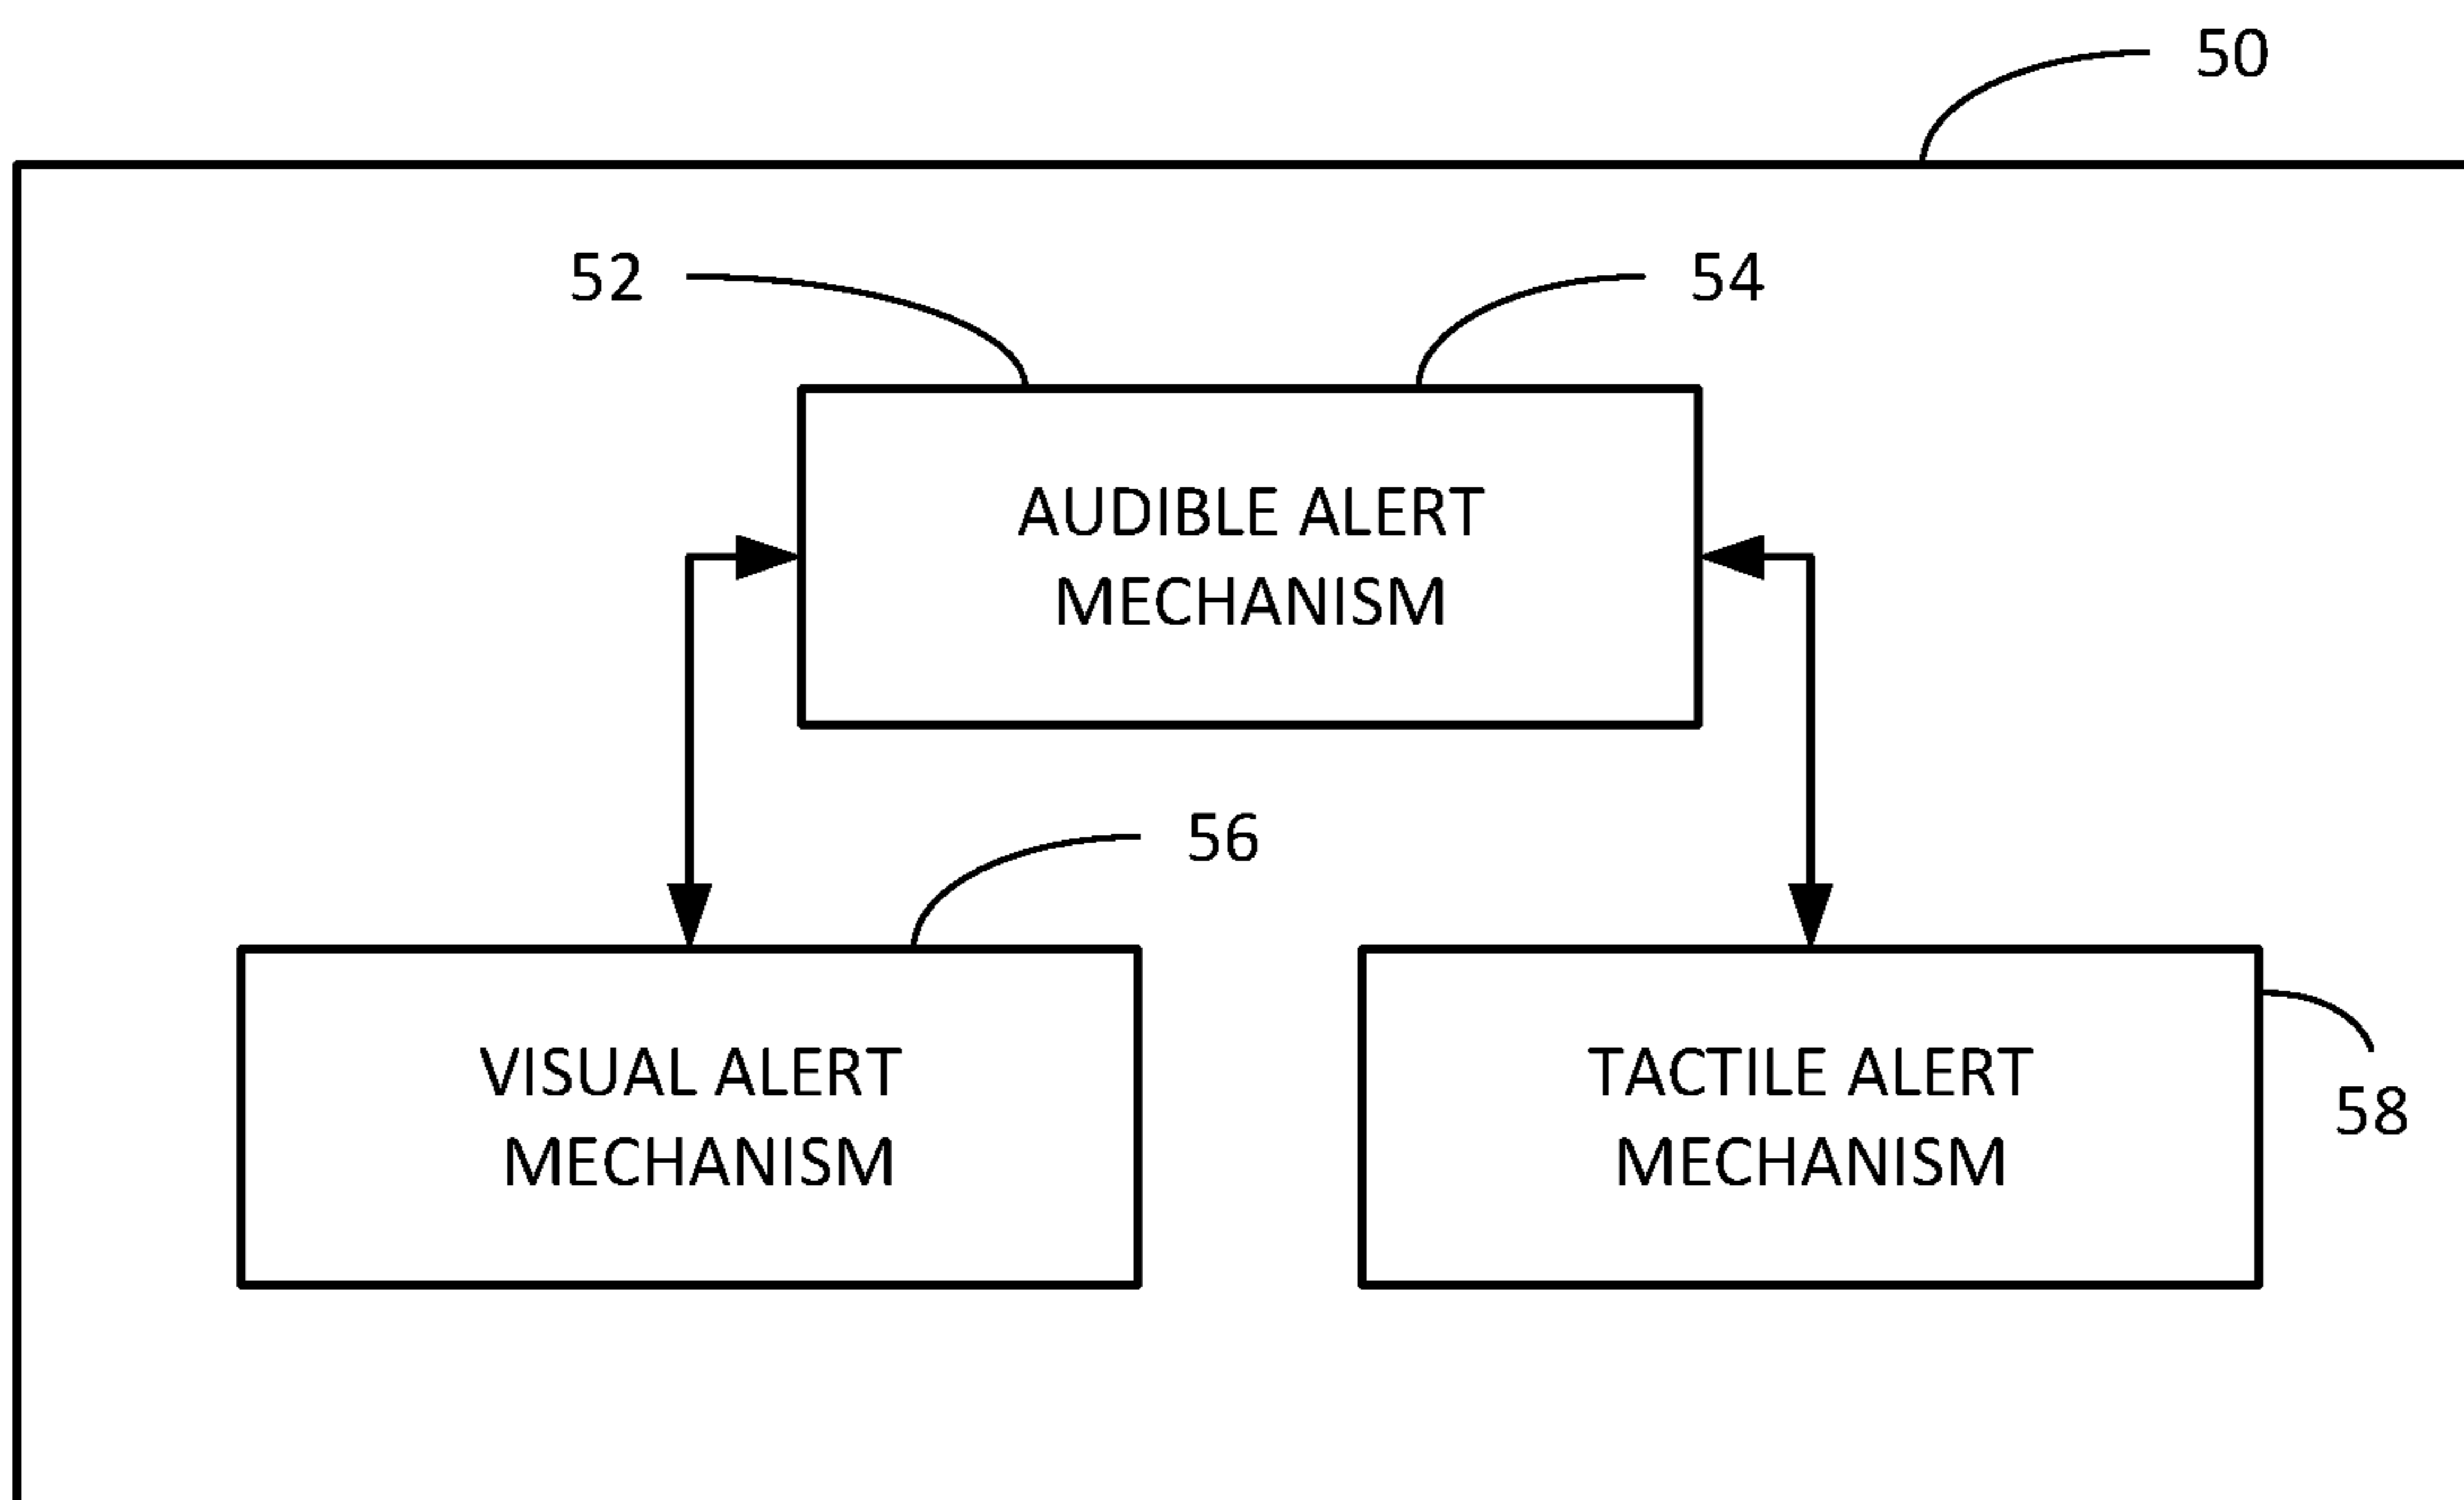 50
52
54
AUDIBLE ALERT
MECHANISM
56
VISUAL ALERT
MECHANISM
TACTILE ALERT
MECHANISM
58